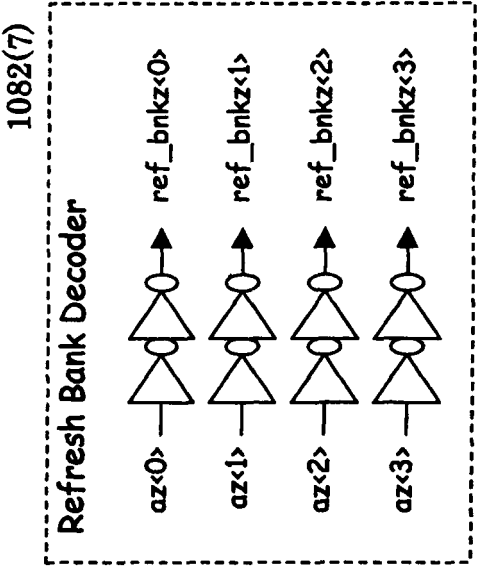 1082(7)
Refresh Bank Decoder
az<0> ref_bnkz<0>
az<1> ref_bnkz<1>
az<2> ref_bnkz<2>
az<3> ref_bnkz<3>